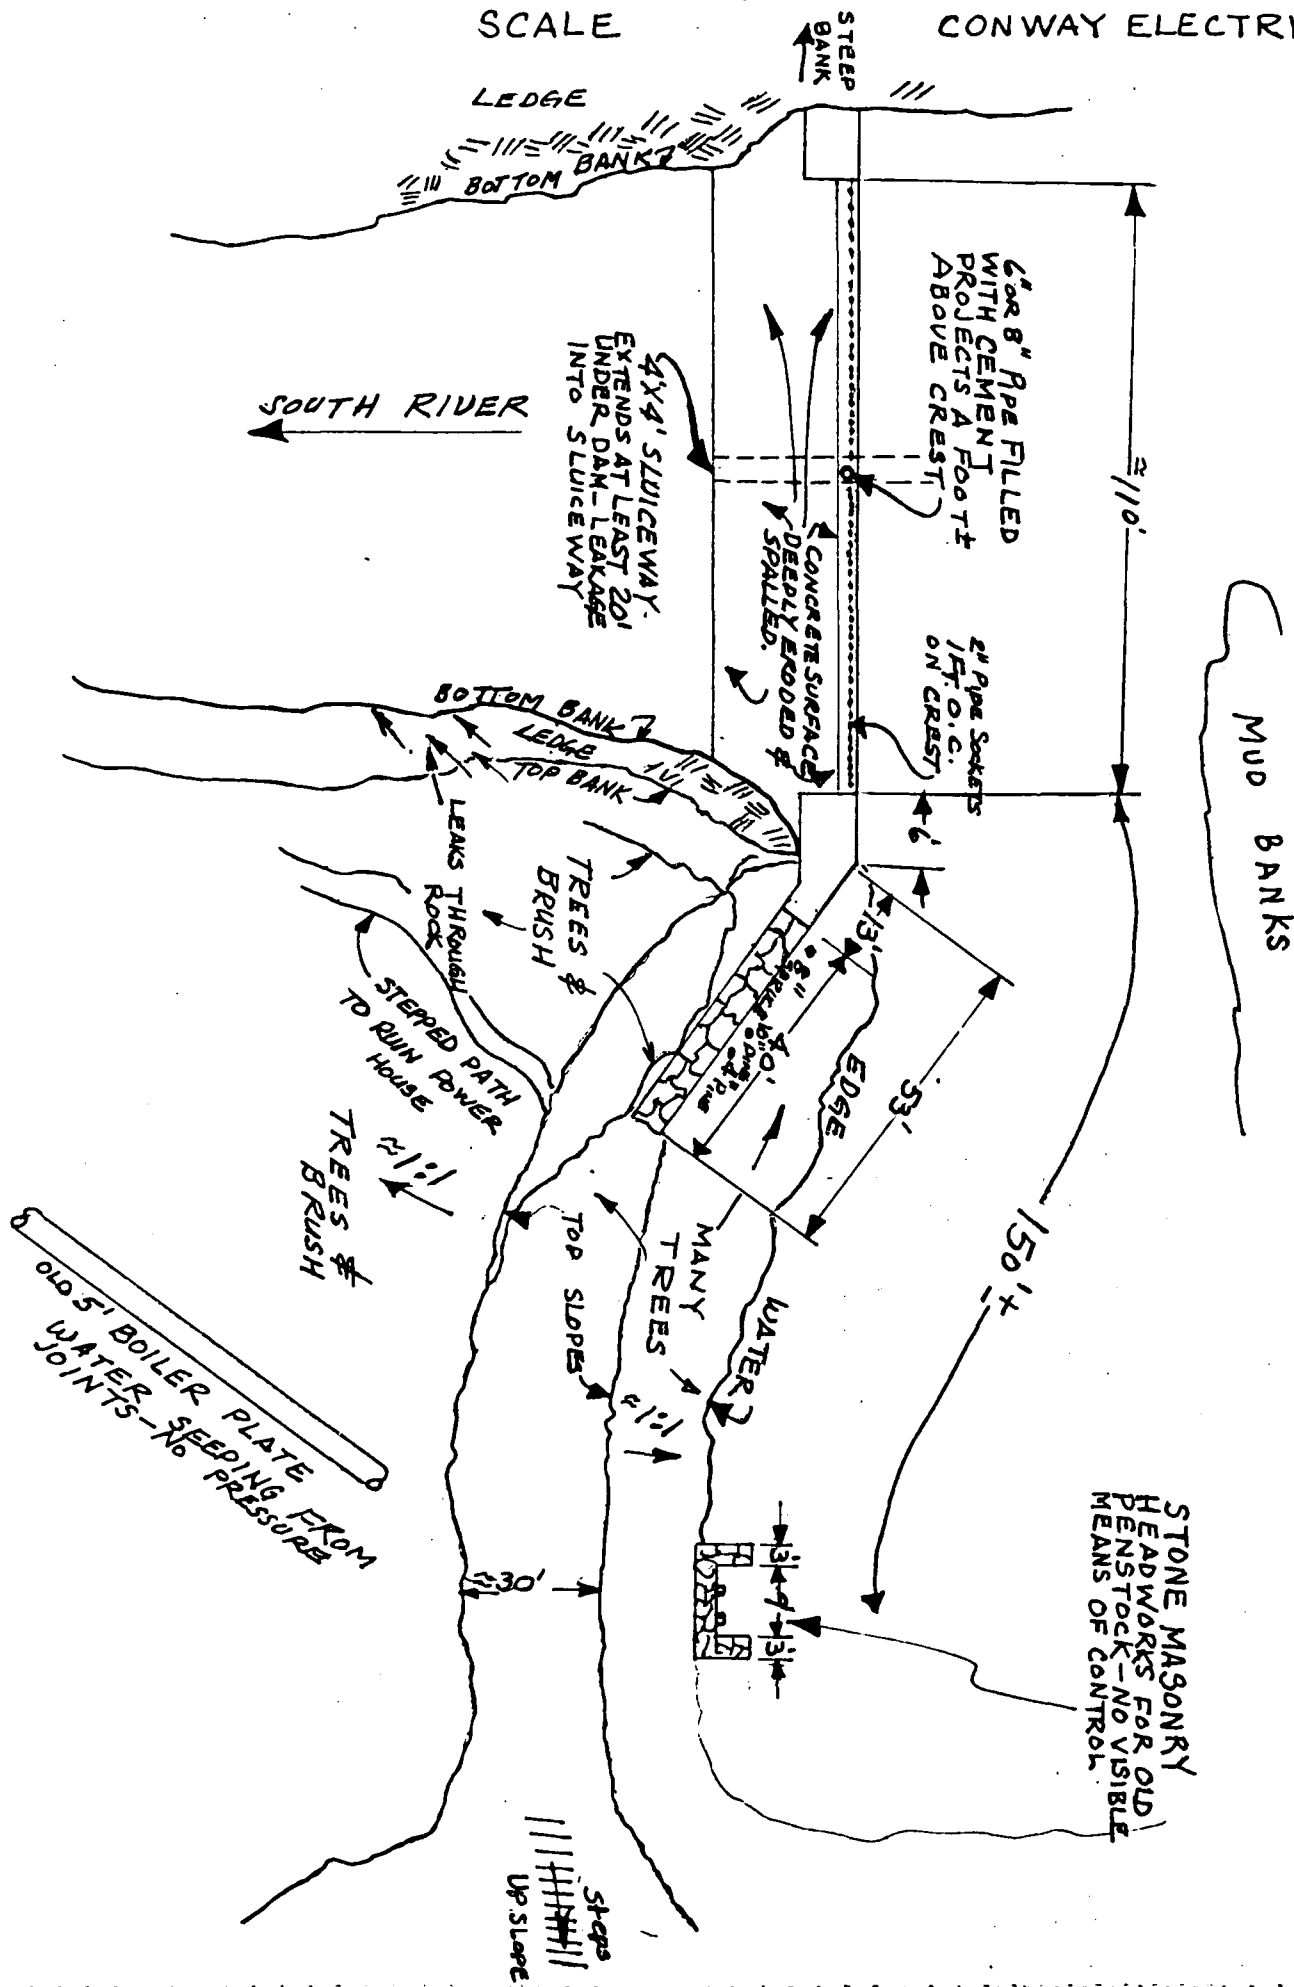 SCALE
CONWAY ELECTRI
STEEP
BANK
LEDGE
BANK
BOTTOM
6" OR 8" PIPE FILLED
WITH CEMENT
PROJECTS A FOOT ±
ABOVE CREST
≈110'
SOUTH RIVER
4'X4' SLUICEWAY.
EXTENDS AT LEAST 20'
UNDER DAM-LEAKAGE
INTO SLUICEWAY
CONCRETE SURFACE
DEEPLY ERODED &
SPALLED.
2" PIPE SOCKETS
1 FT. O.C.
ON CREST
MUD BANKS
BOTTOM BANK
LEDGE
TOP BANK
6'
13'
LEAKS THROUGH
ROCK
TREES &
BRUSH
40'
EDGE
53'
STEPPED PATH
TO RUIN POWER
HOUSE
TREES &
BRUSH
≈1:1
TOP SLOPES
MANY
TREES
WATER
≈1:1
150'±
OLD 5' BOILER PLATE
WATER SEEPING FROM
JOINTS-NO PRESSURE
≈30'
3'
9'
3'
STONE MASONRY
HEADWORKS FOR OLD
PENSTOCK-NO VISIBLE
MEANS OF CONTROL
Steps
UP SLOPE